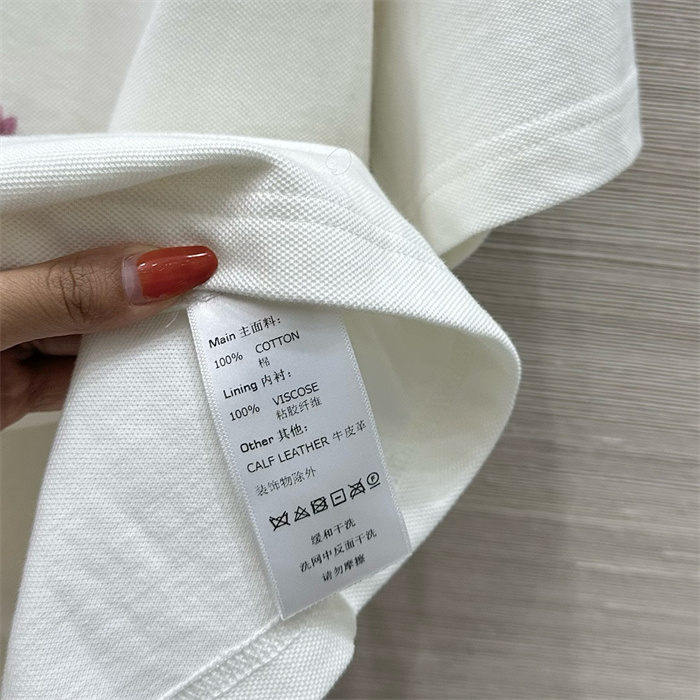 Main 主面料:
100% COTTON
棉
Lining 内衬:
100% VISCOSE
粘胶纤维
Other 其他:
CALF LEATHER 牛皮革
装饰物除外
P
缓和干洗
洗网中反面干洗
请勿摩擦